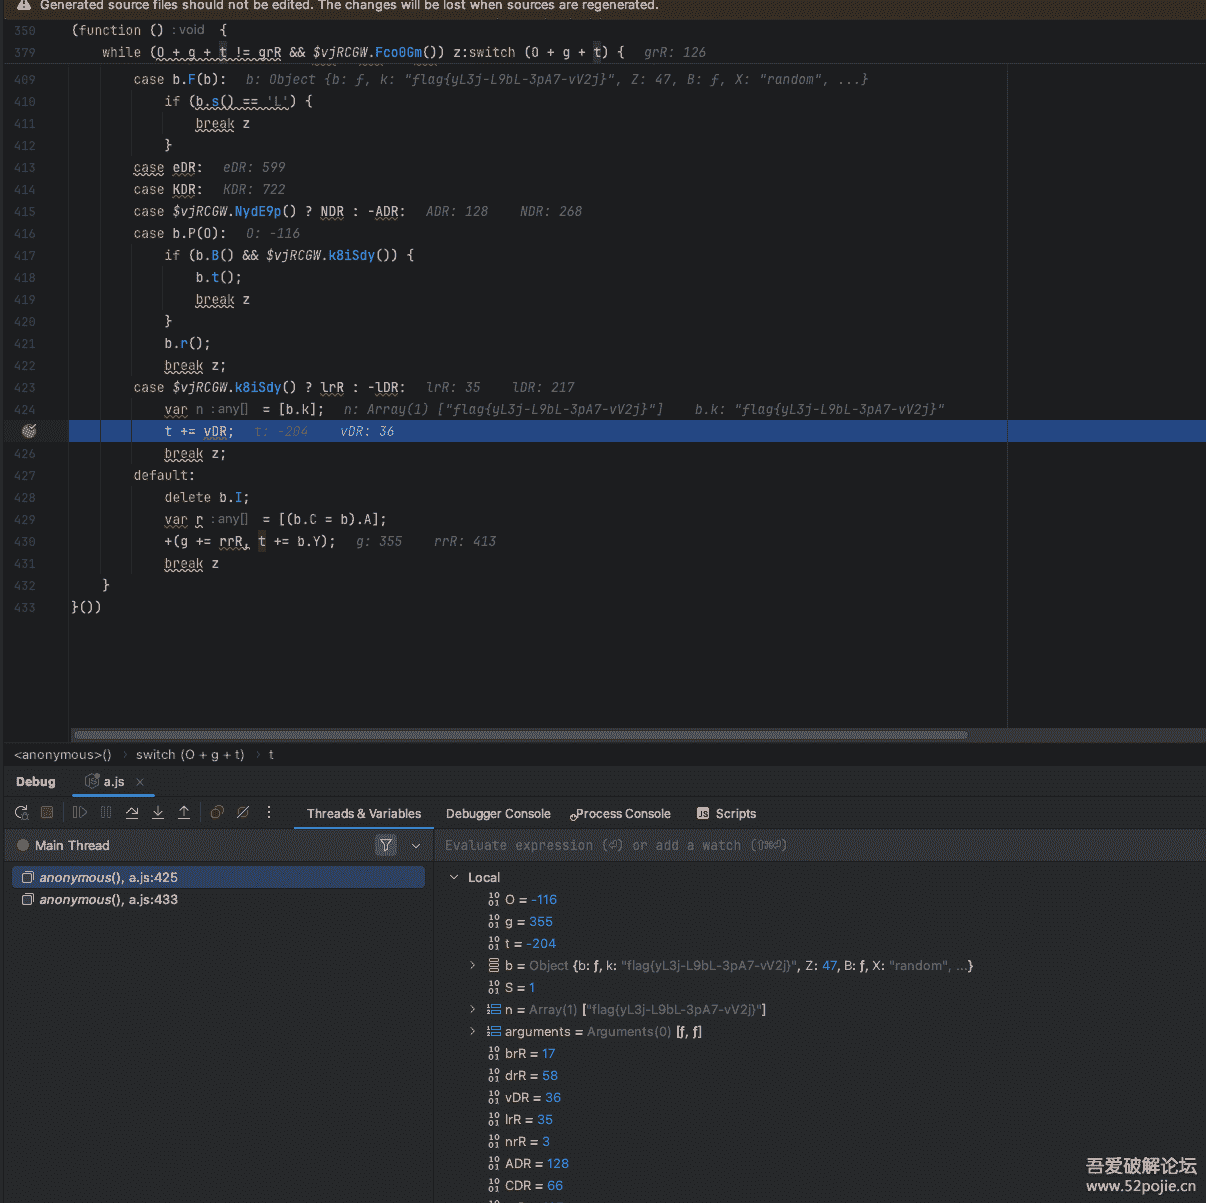 Generated source files should not be edited. The changes will be lost when sources are regenerated.
350 (function () : void {
379 while (O + g + t != grR && $vjRCGW.Fco0Gm()) z:switch (O + g + t) { grR: 126
409 case b.F(b): b: Object {b: ƒ, k: "flag{yL3j-L9bL-3pA7-vV2j}", Z: 47, B: ƒ, X: "random", ...}
410 if (b.s() == 'L') {
411 break z
412 }
413 case eDR: eDR: 599
414 case KDR: KDR: 722
415 case $vjRCGW.NydE9p() ? NDR : -ADR: ADR: 128 NDR: 268
416 case b.P(O): O: -116
417 if (b.B() && $vjRCGW.k8iSdy()) {
418 b.t();
419 break z
420 }
421 b.r();
422 break z;
423 case $vjRCGW.k8iSdy() ? lrR : -lDR: lrR: 35 lDR: 217
424 var n : any[] = [b.k]; n: Array(1) ["flag{yL3j-L9bL-3pA7-vV2j}"] b.k: "flag{yL3j-L9bL-3pA7-vV2j}"
t += vDR; t: -204 vDR: 36
426 break z;
427 default:
428 delete b.I;
429 var r : any[] = [(b.C = b).A];
430 +(g += rrR, t += b.Y); g: 355 rrR: 413
431 break z
432 }
433 }())
<anonymous>() › switch (O + g + t) › t
Debug a.js ×
Threads & Variables Debugger Console Process Console JS Scripts
Main Thread
Evaluate expression (⏎) or add a watch (⇧⌘⏎)
anonymous(), a.js:425
anonymous(), a.js:433
Local
O = -116
g = 355
t = -204
b = Object {b: ƒ, k: "flag{yL3j-L9bL-3pA7-vV2j}", Z: 47, B: ƒ, X: "random", ...}
S = 1
n = Array(1) ["flag{yL3j-L9bL-3pA7-vV2j}"]
arguments = Arguments(0) [ƒ, ƒ]
brR = 17
drR = 58
vDR = 36
lrR = 35
nrR = 3
ADR = 128
CDR = 66
吾爱破解论坛
www.52pojie.cn